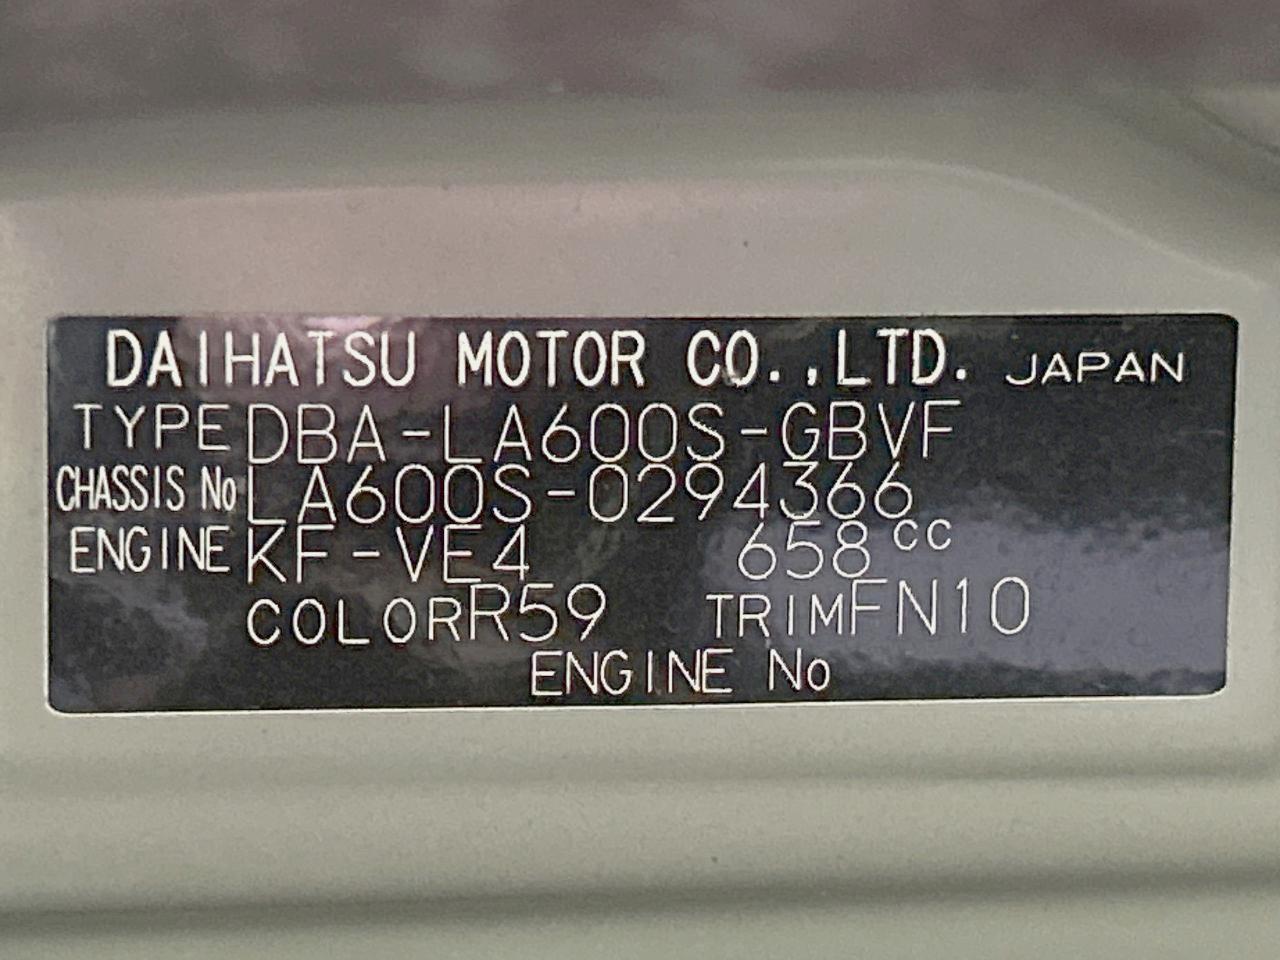 DAIHATSU MOTOR CO.,LTD. JAPAN
TYPE DBA-LA600S-GBVF
CHASSIS No LA600S-0294366
ENGINE KF-VE4 658cc
COLOR R59 TRIM FN10
ENGINE No